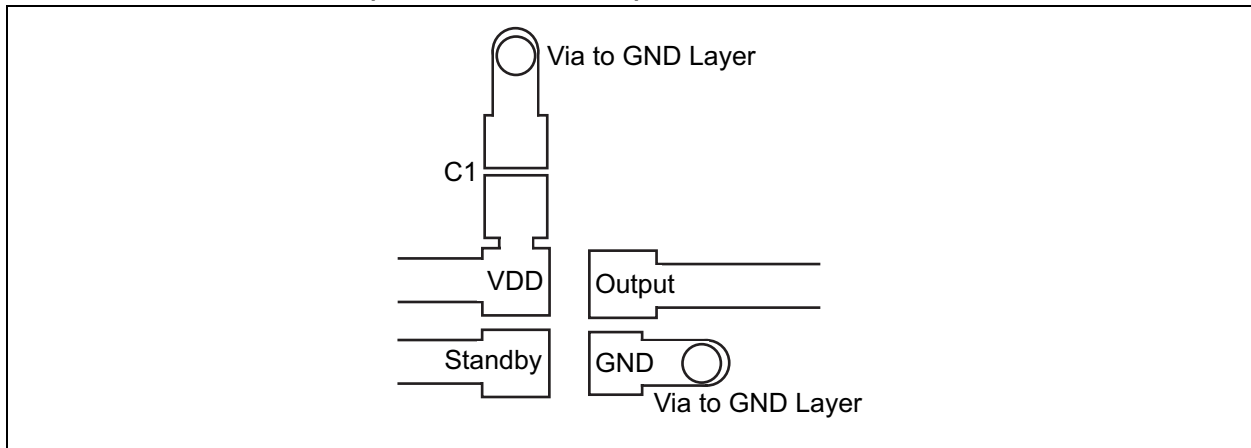 Via to GND Layer
C1
VDD
Output
Standby
GND
Via to GND Layer